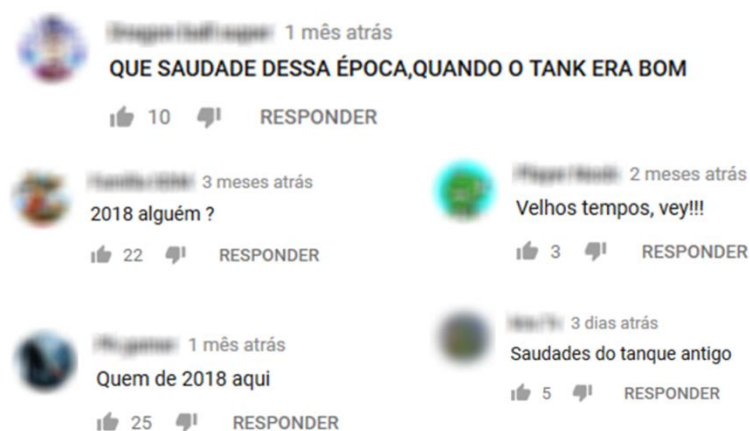 1 mês atrás
QUE SAUDADE DESSA ÉPOCA,QUANDO O TANK ERA BOM
10 RESPONDER
3 meses atrás
2018 alguém ?
22 RESPONDER
2 meses atrás
Velhos tempos, vey!!!
3 RESPONDER
1 mês atrás
Quem de 2018 aqui
25 RESPONDER
3 dias atrás
Saudades do tanque antigo
5 RESPONDER